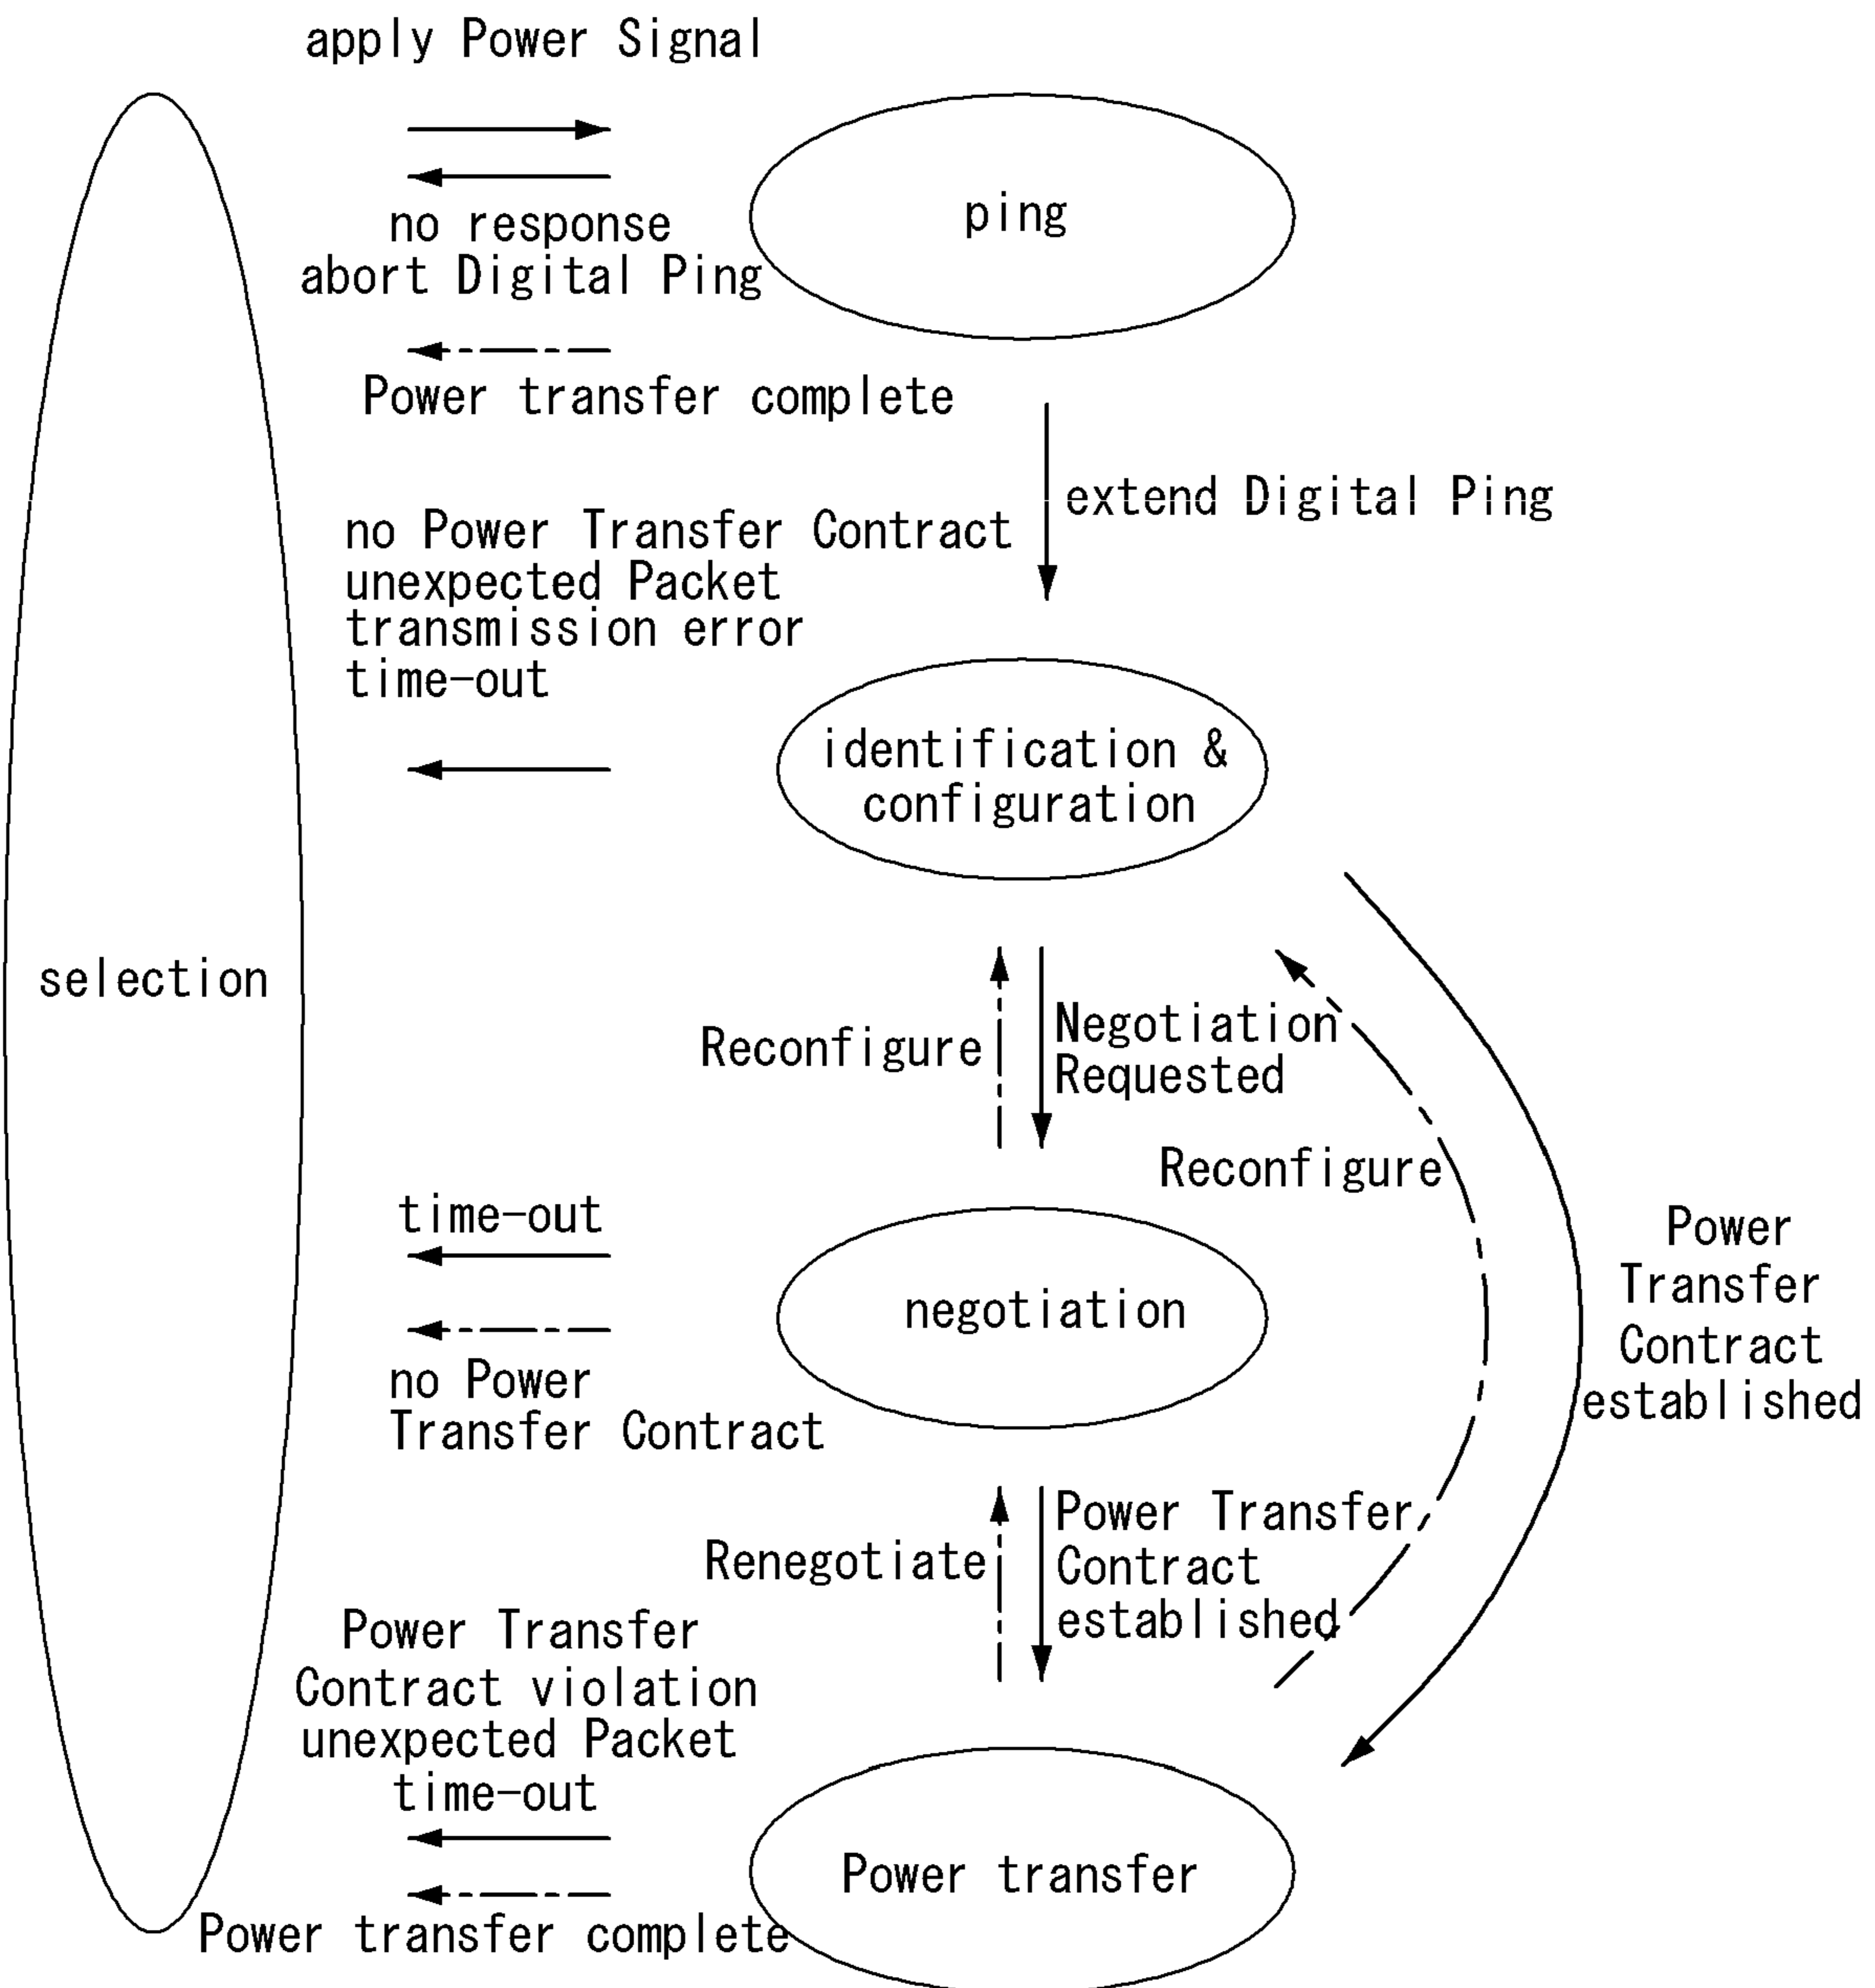 apply Power Signal
ping
no response
abort Digital Ping
Power transfer complete
extend Digital Ping
no Power Transfer Contract
unexpected Packet
transmission error
time-out
identification &
configuration
selection
Reconfigure
Negotiation
Requested
Reconfigure
time-out
negotiation
no Power
Transfer Contract
Power
Transfer
Contract
established
Renegotiate
Power Transfer
Contract
established
Power Transfer
Contract violation
unexpected Packet
time-out
Power transfer
Power transfer complete